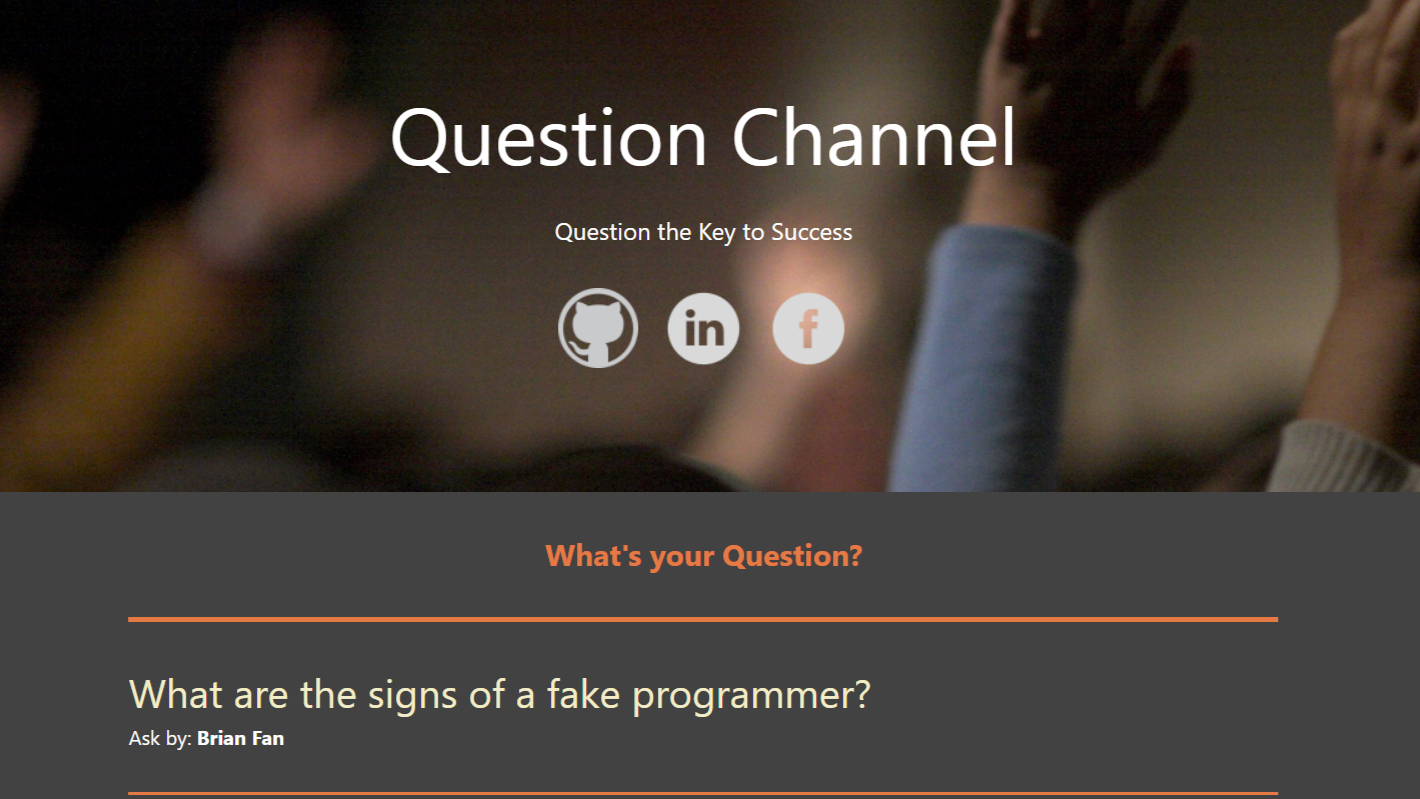 Question Channel
Question the Key to Success
in f
What's your Question?
What are the signs of a fake programmer?
Ask by: Brian Fan